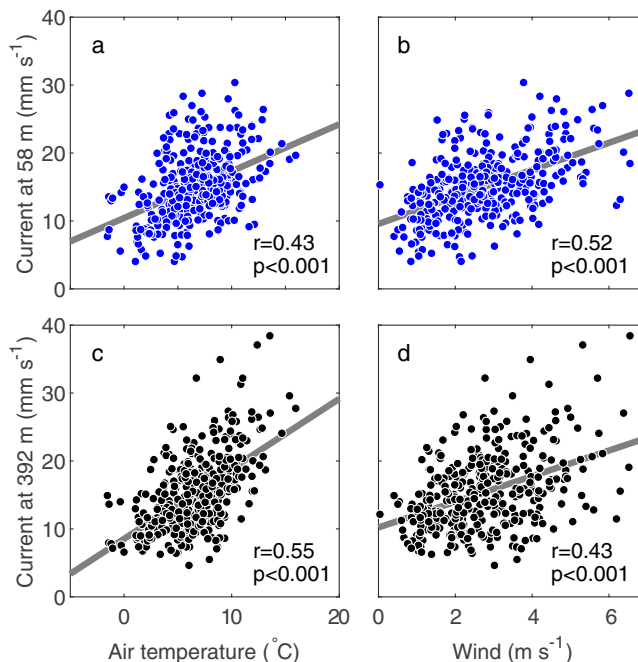 40
30
20
10
0
Current at 58 m (mm s⁻¹)
a
r=0.43
p<0.001
b
r=0.52
p<0.001
40
30
20
10
0
Current at 392 m (mm s⁻¹)
c
r=0.55
p<0.001
d
r=0.43
p<0.001
0 10 20
0 2 4 6
Air temperature (°C)
Wind (m s⁻¹)